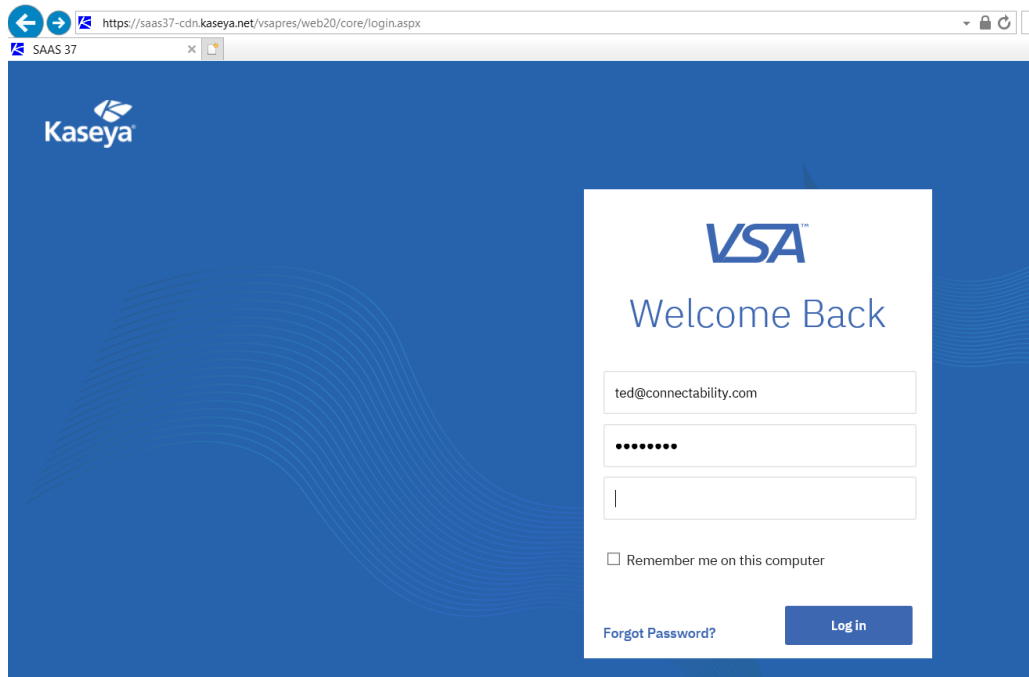 https://saas37-cdn.kaseya.net/vsapres/web20/core/login.aspx
SAAS 37
Kaseya
VSA™
Welcome Back
ted@connectability.com
••••••••
Remember me on this computer
Forgot Password?
Log in